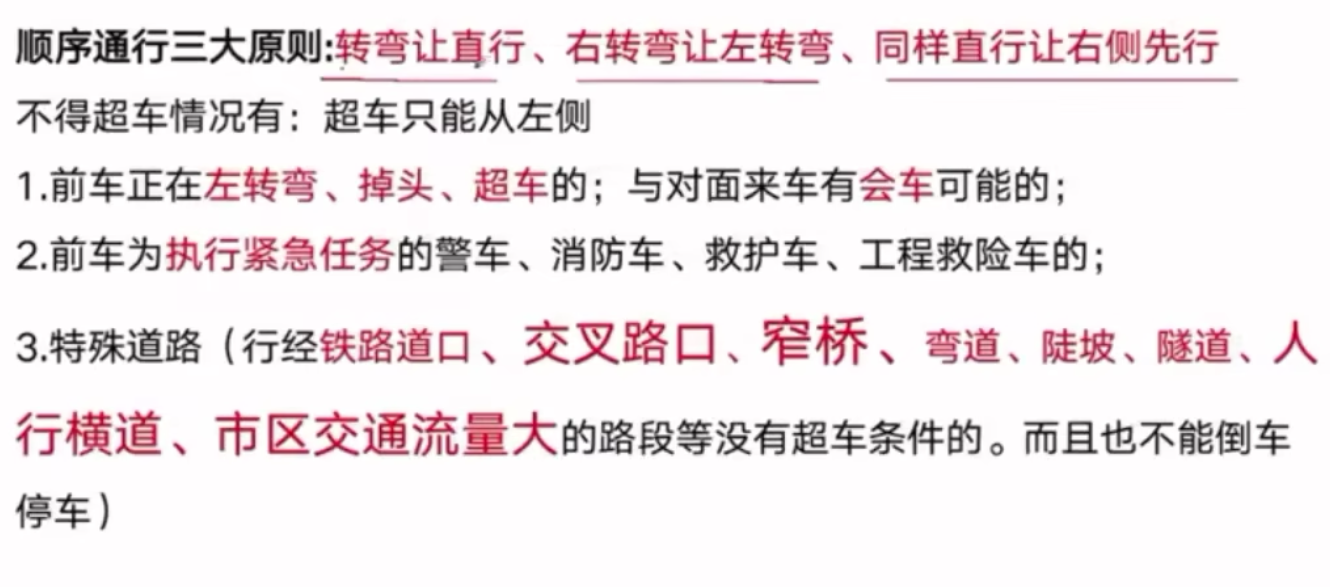 顺序通行三大原则:转弯让直行、右转弯让左转弯、同样直行让右侧先行
不得超车情况有：超车只能从左侧
1.前车正在左转弯、掉头、超车的；与对面来车有会车可能的；
2.前车为执行紧急任务的警车、消防车、救护车、工程救险车的；
3.特殊道路（行经铁路道口、交叉路口、窄桥、弯道、陡坡、隧道、人
行横道、市区交通流量大的路段等没有超车条件的。而且也不能倒车
停车）